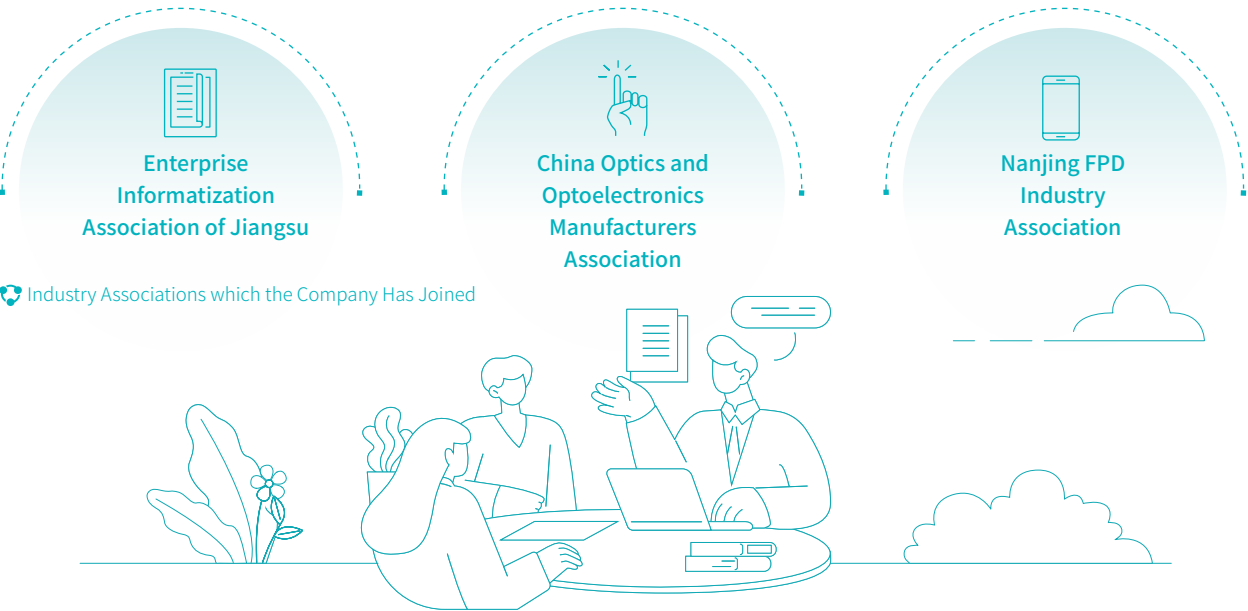 Enterprise
Informatization
Association of Jiangsu
China Optics and
Optoelectronics
Manufacturers
Association
Nanjing FPD
Industry
Association
Industry Associations which the Company Has Joined